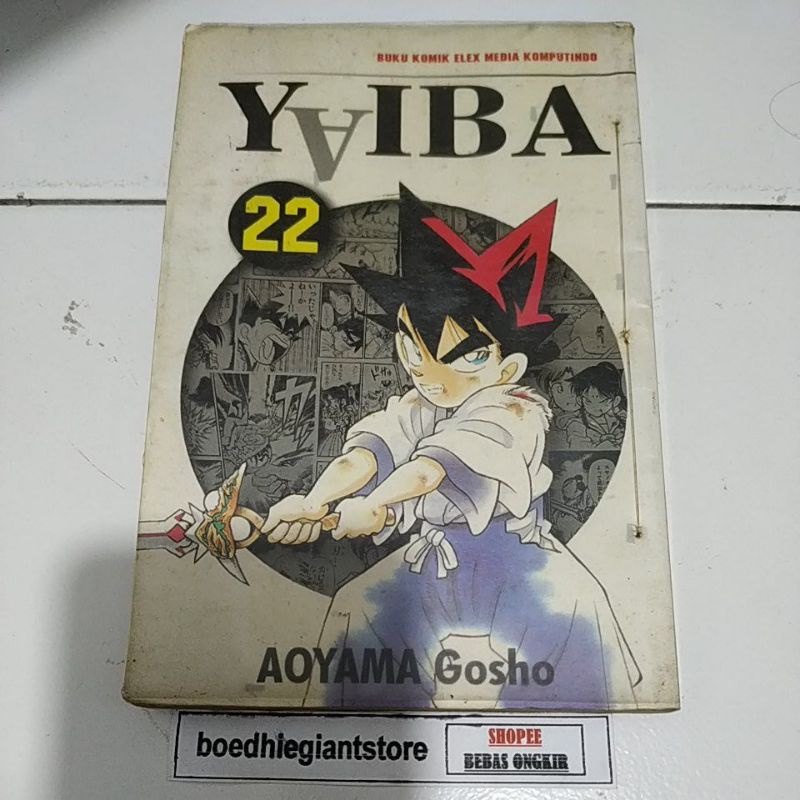 BUKU KOMIK ELEX MEDIA KOMPUTINDO
YAIBA
22
AOYAMA Gosho
boedhiegiantstore
SHOPEE
BEBAS ONGKIR